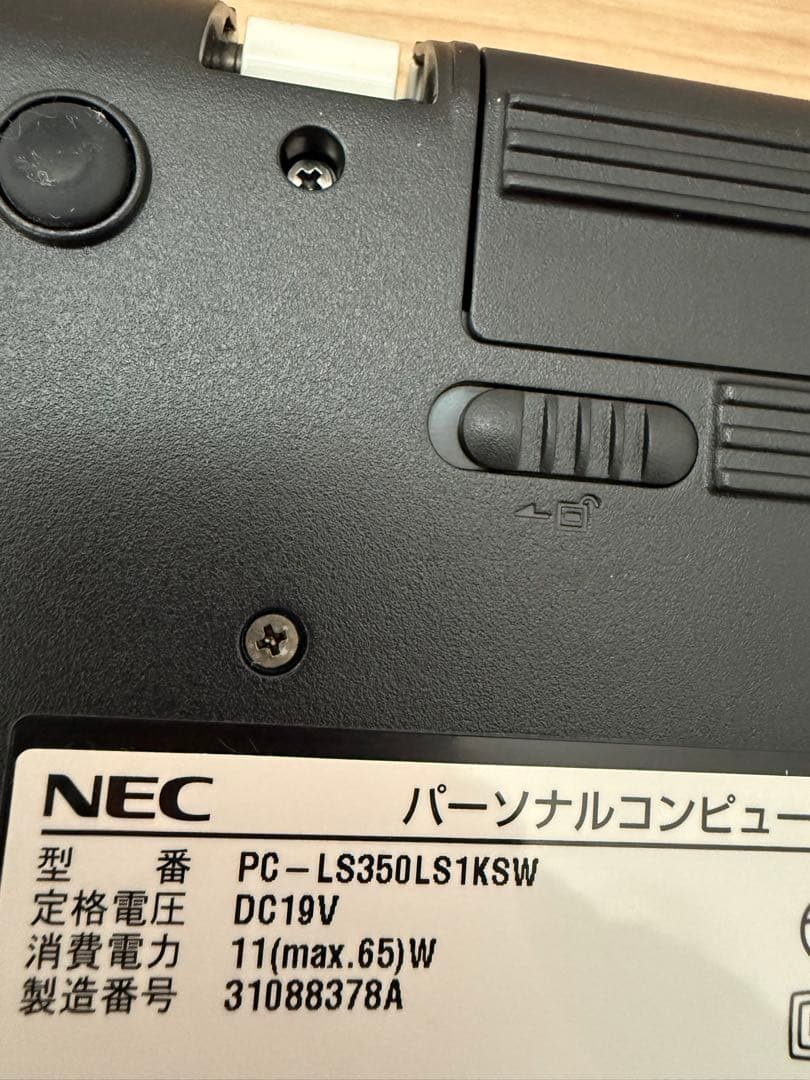 NEC
パーソナルコンピュー
型 番 PC-LS350LS1KSW
定格電圧 DC19V
消費電力 11(max.65)W
製造番号 31088378A